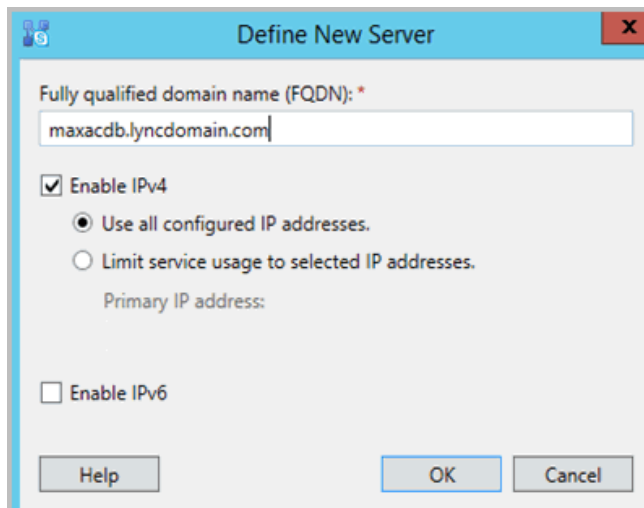 Define New Server
X
Fully qualified domain name (FQDN): *
maxacdb.lyncdomain.com
Enable IPv4
Use all configured IP addresses.
Limit service usage to selected IP addresses.
Primary IP address:
Enable IPv6
Help OK Cancel